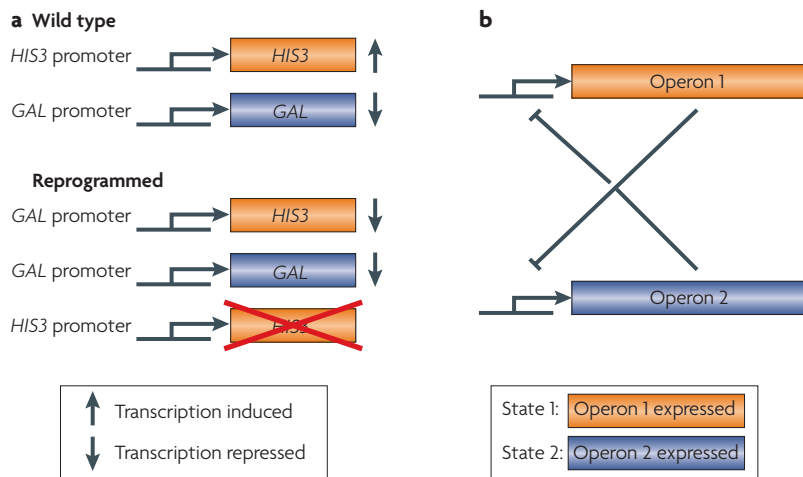 a Wild type
HIS3 promoter
HIS3
GAL promoter
GAL
Reprogrammed
GAL promoter
HIS3
GAL promoter
GAL
HIS3 promoter
HIS3
Transcription induced
Transcription repressed
b
Operon 1
Operon 2
State 1: Operon 1 expressed
State 2: Operon 2 expressed